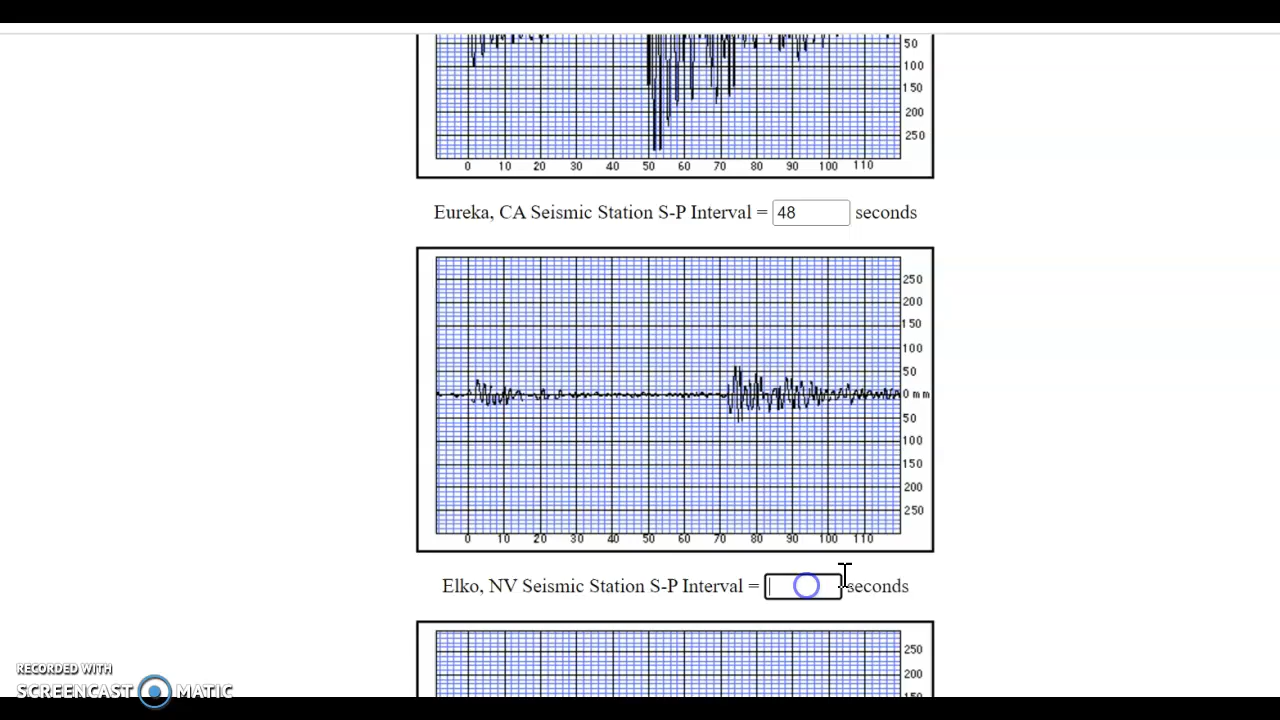 50
100
150
200
250
0 10 20 30 40 50 60 70 80 90 100 110
Eureka, CA Seismic Station S-P Interval = 48 seconds
250
200
150
100
50
0 mm
50
100
150
200
250
0 10 20 30 40 50 60 70 80 90 100 110
Elko, NV Seismic Station S-P Interval = seconds
250
200
150
RECORDED WITH
SCREENCAST MATIC